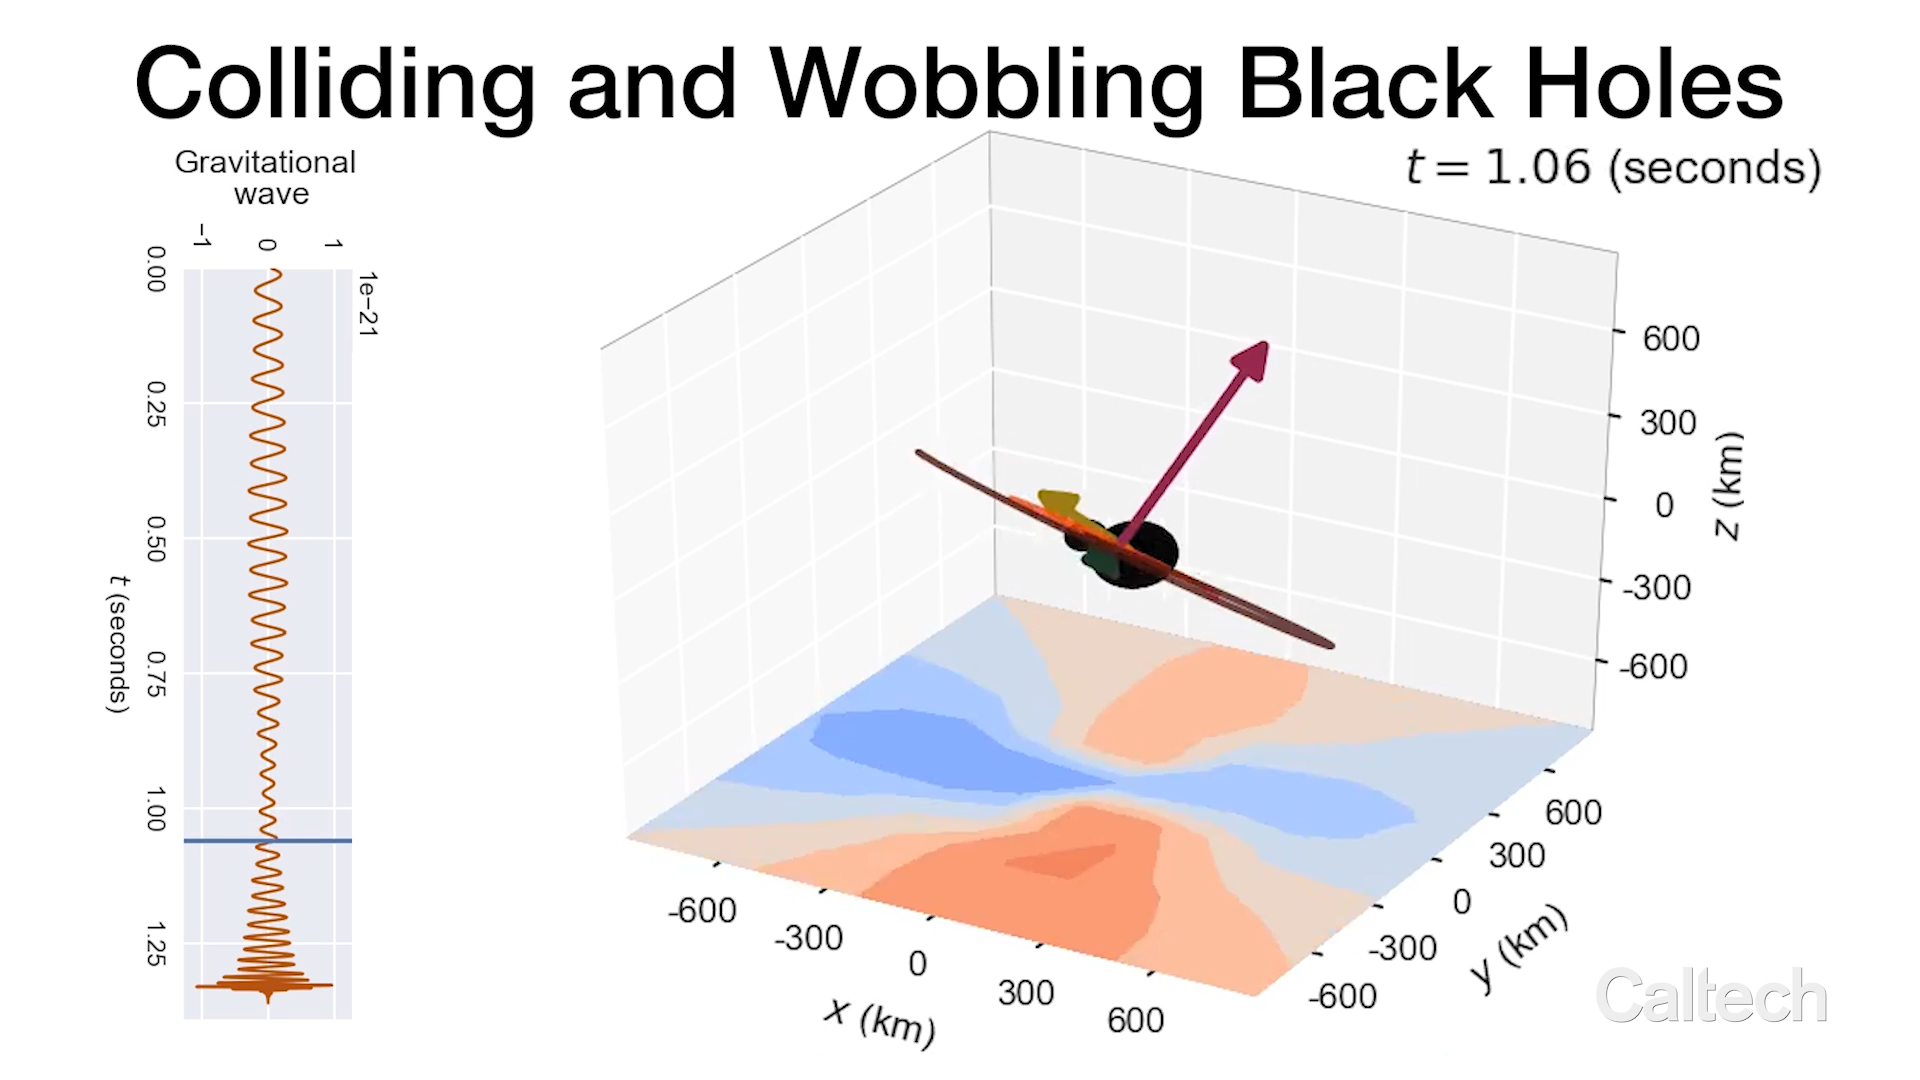 Colliding and Wobbling Black Holes
t = 1.06 (seconds)
Gravitational
wave
−1 0 1
1e−21
0.00
0.25
0.50
0.75
1.00
1.25
t (seconds)
600
300
0
-300
-600
z (km)
-600
-300
0
300
600
x (km)
600
300
0
-300
-600
y (km)
Caltech